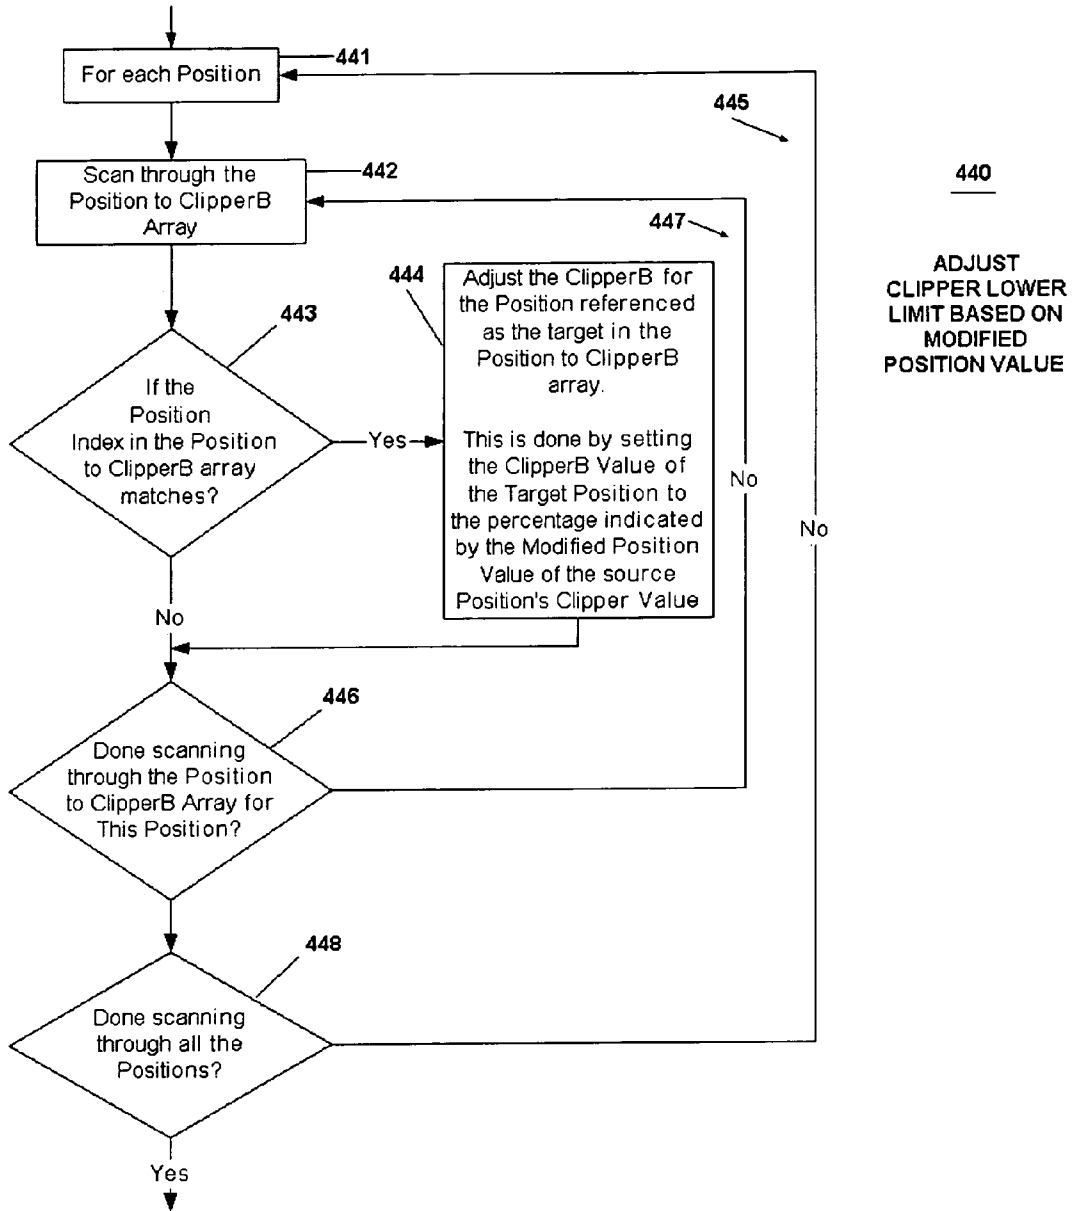 441
For each Position
445
Scan through the
Position to ClipperB
Array
442
440
447
ADJUST
CLIPPER LOWER
LIMIT BASED ON
MODIFIED
POSITION VALUE
444
Adjust the ClipperB for
the Position referenced
as the target in the
Position to ClipperB
array.
This is done by setting
the ClipperB Value of
the Target Position to
the percentage indicated
by the Modified Position
Value of the source
Position's Clipper Value
443
If the
Position
Index in the Position
to ClipperB array
matches?
Yes
No
No
No
446
Done scanning
through the Position
to ClipperB Array for
This Position?
448
Done scanning
through all the
Positions?
Yes